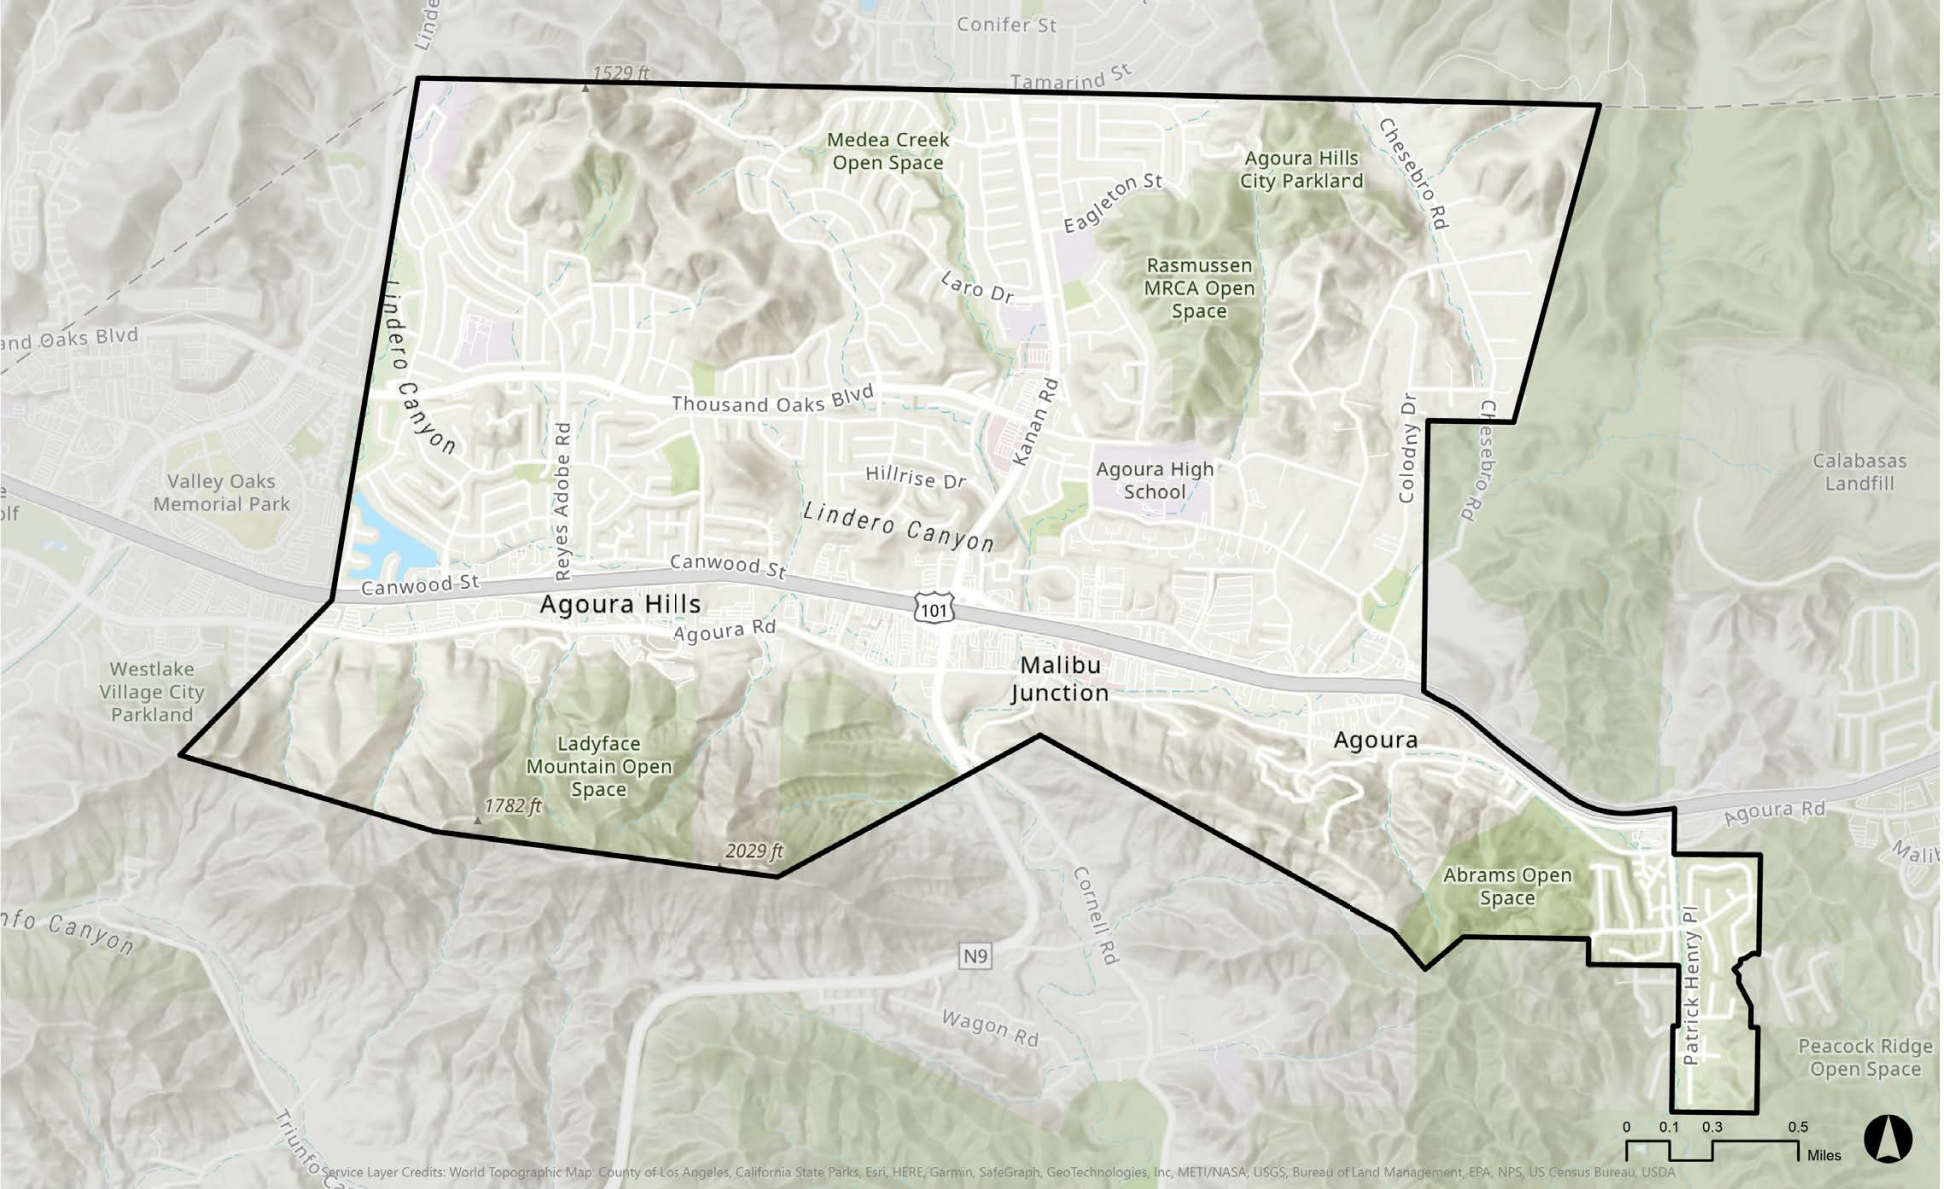 Linde
Conifer St
Tamarind St
1529 ft
Medea Creek
Open Space
Agoura Hills
City Parkland
Chesebro Rd
Eagleton St
Rasmussen
MRCA Open
Space
Laro Dr
Lindero Canyon
and Oaks Blvd
Thousand Oaks Blvd
Kanan Rd
Reyes Adobe Rd
Colodny Dr
Chesebro Rd
Calabasas
Landfill
Valley Oaks
Memorial Park
olf
Hillrise Dr
Agoura High
School
Lindero Canyon
Canwood St
Canwood St
Agoura Hills
101
Agoura Rd
Malibu
Junction
Westlake
Village City
Parkland
Agoura
Ladyface
Mountain Open
Space
1782 ft
2029 ft
Agoura Rd
Malib
Abrams Open
Space
Cornell Rd
nfo Canyon
N9
Patrick Henry Pl
Wagon Rd
Peacock Ridge
Open Space
Triunfo Ca
0 0.1 0.3 0.5
Miles
Service Layer Credits: World Topographic Map: County of Los Angeles, California State Parks, Esri, HERE, Garmin, SafeGraph, GeoTechnologies, Inc, METI/NASA, USGS, Bureau of Land Management, EPA, NPS, US Census Bureau, USDA